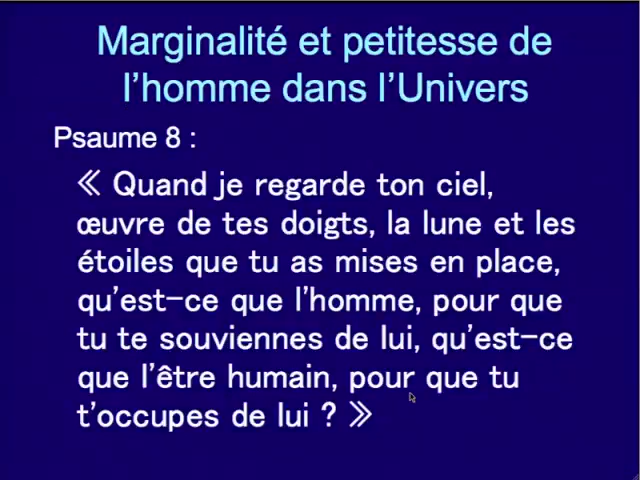 Marginalité et petitesse de
l’homme dans l’Univers
Psaume 8 :
« Quand je regarde ton ciel,
œuvre de tes doigts, la lune et les
étoiles que tu as mises en place,
qu’est-ce que l’homme, pour que
tu te souviennes de lui, qu’est-ce
que l’être humain, pour que tu
t’occupes de lui ? »